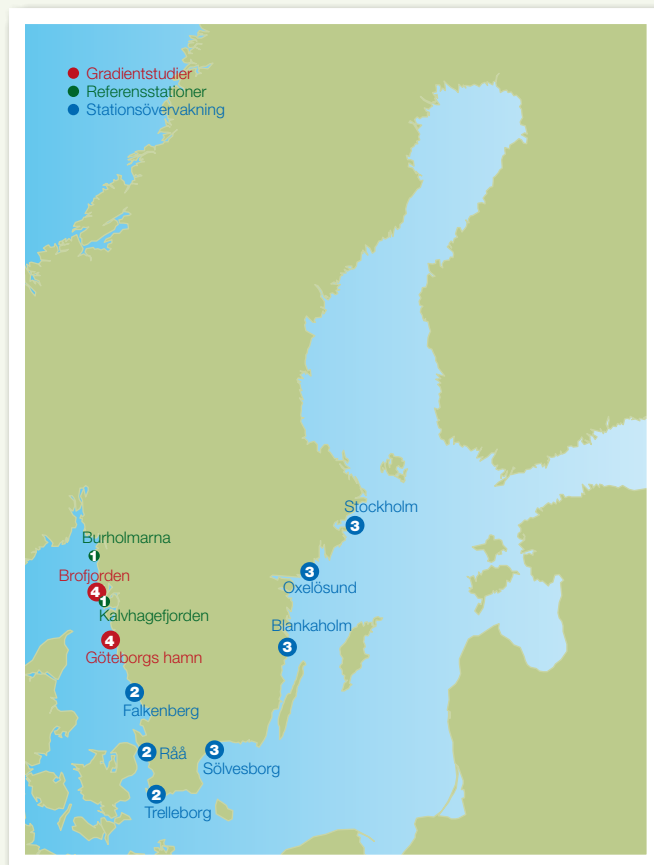 Gradientstudier
Referensstationer
Stationsövervakning
Stockholm
3
Burholmarna
1
3
Brofjorden
Oxelösund
4
1
Kalvhagefjorden
Blankaholm
4
3
Göteborgs hamn
2
Falkenberg
2 Råå
3
Sölvesborg
2
Trelleborg